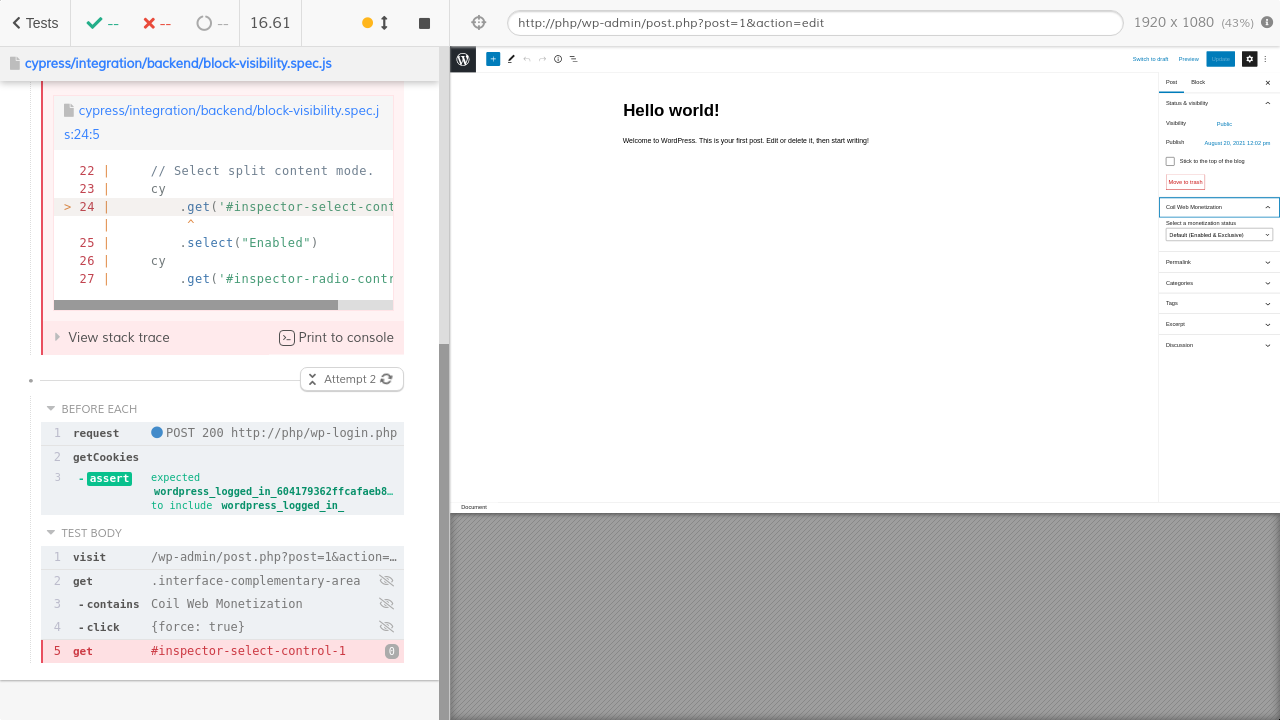 Tests
--
--
--
16.61
http://php/wp-admin/post.php?post=1&action=edit
1920 x 1080 (43%)
cypress/integration/backend/block-visibility.spec.js
cypress/integration/backend/block-visibility.spec.j
s:24:5
22 | // Select split content mode.
23 | cy
> 24 | .get('#inspector-select-cont
^
25 | .select("Enabled")
26 | cy
27 | .get('#inspector-radio-contr
View stack trace
Print to console
Attempt 2
BEFORE EACH
1 request POST 200 http://php/wp-login.php
2 getCookies
3 -assert expected
wordpress_logged_in_604179362ffcafaeb8…
to include wordpress_logged_in_
TEST BODY
1 visit /wp-admin/post.php?post=1&action=…
2 get .interface-complementary-area
3 -contains Coil Web Monetization
4 -click {force: true}
5 get #inspector-select-control-1 0
Switch to draft
Preview
Update
Hello world!
Welcome to WordPress. This is your first post. Edit or delete it, then start writing!
Post
Block
Status & visibility
Visibility
Public
Publish
August 20, 2021 12:02 pm
Stick to the top of the blog
Move to trash
Coil Web Monetization
Select a monetization status
Default (Enabled & Exclusive)
Permalink
Categories
Tags
Excerpt
Discussion
Document